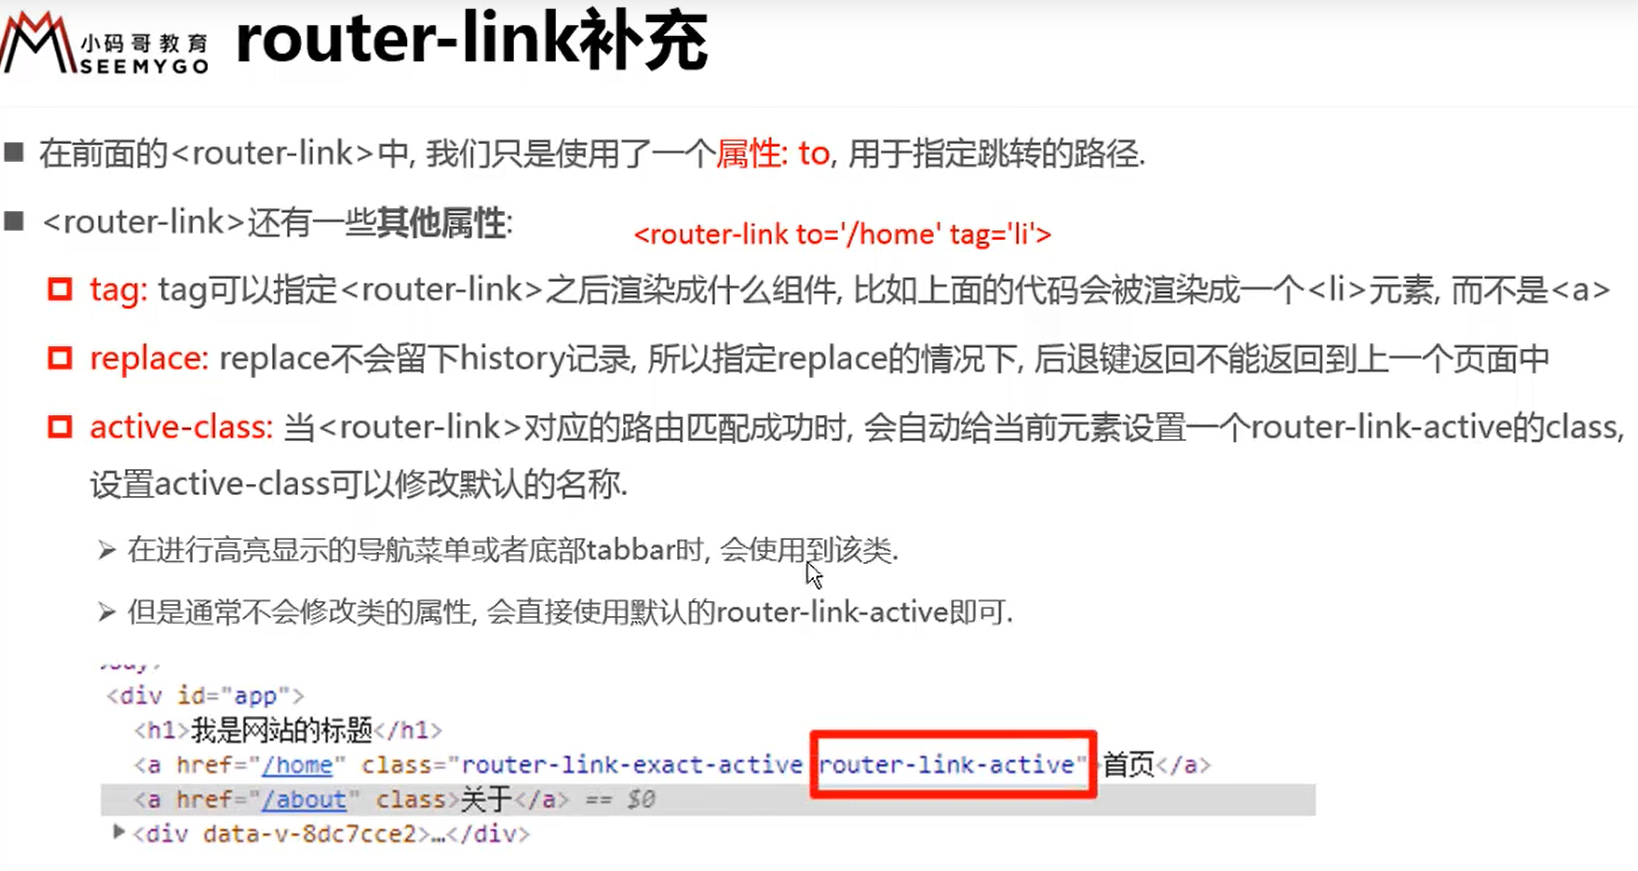 小码哥教育
SEEMYGO
router-link补充
在前面的<router-link>中, 我们只是使用了一个属性: to, 用于指定跳转的路径.
<router-link>还有一些其他属性:
<router-link to='/home' tag='li'>
tag: tag可以指定<router-link>之后渲染成什么组件, 比如上面的代码会被渲染成一个<li>元素, 而不是<a>
replace: replace不会留下history记录, 所以指定replace的情况下, 后退键返回不能返回到上一个页面中
active-class: 当<router-link>对应的路由匹配成功时, 会自动给当前元素设置一个router-link-active的class,
设置active-class可以修改默认的名称.
在进行高亮显示的导航菜单或者底部tabbar时, 会使用到该类.
但是通常不会修改类的属性, 会直接使用默认的router-link-active即可.
<div id="app">
<h1>我是网站的标题</h1>
<a href="/home" class="router-link-exact-active router-link-active">首页</a>
<a href="/about" class>关于</a> == $0
<div data-v-8dc7cce2>…</div>